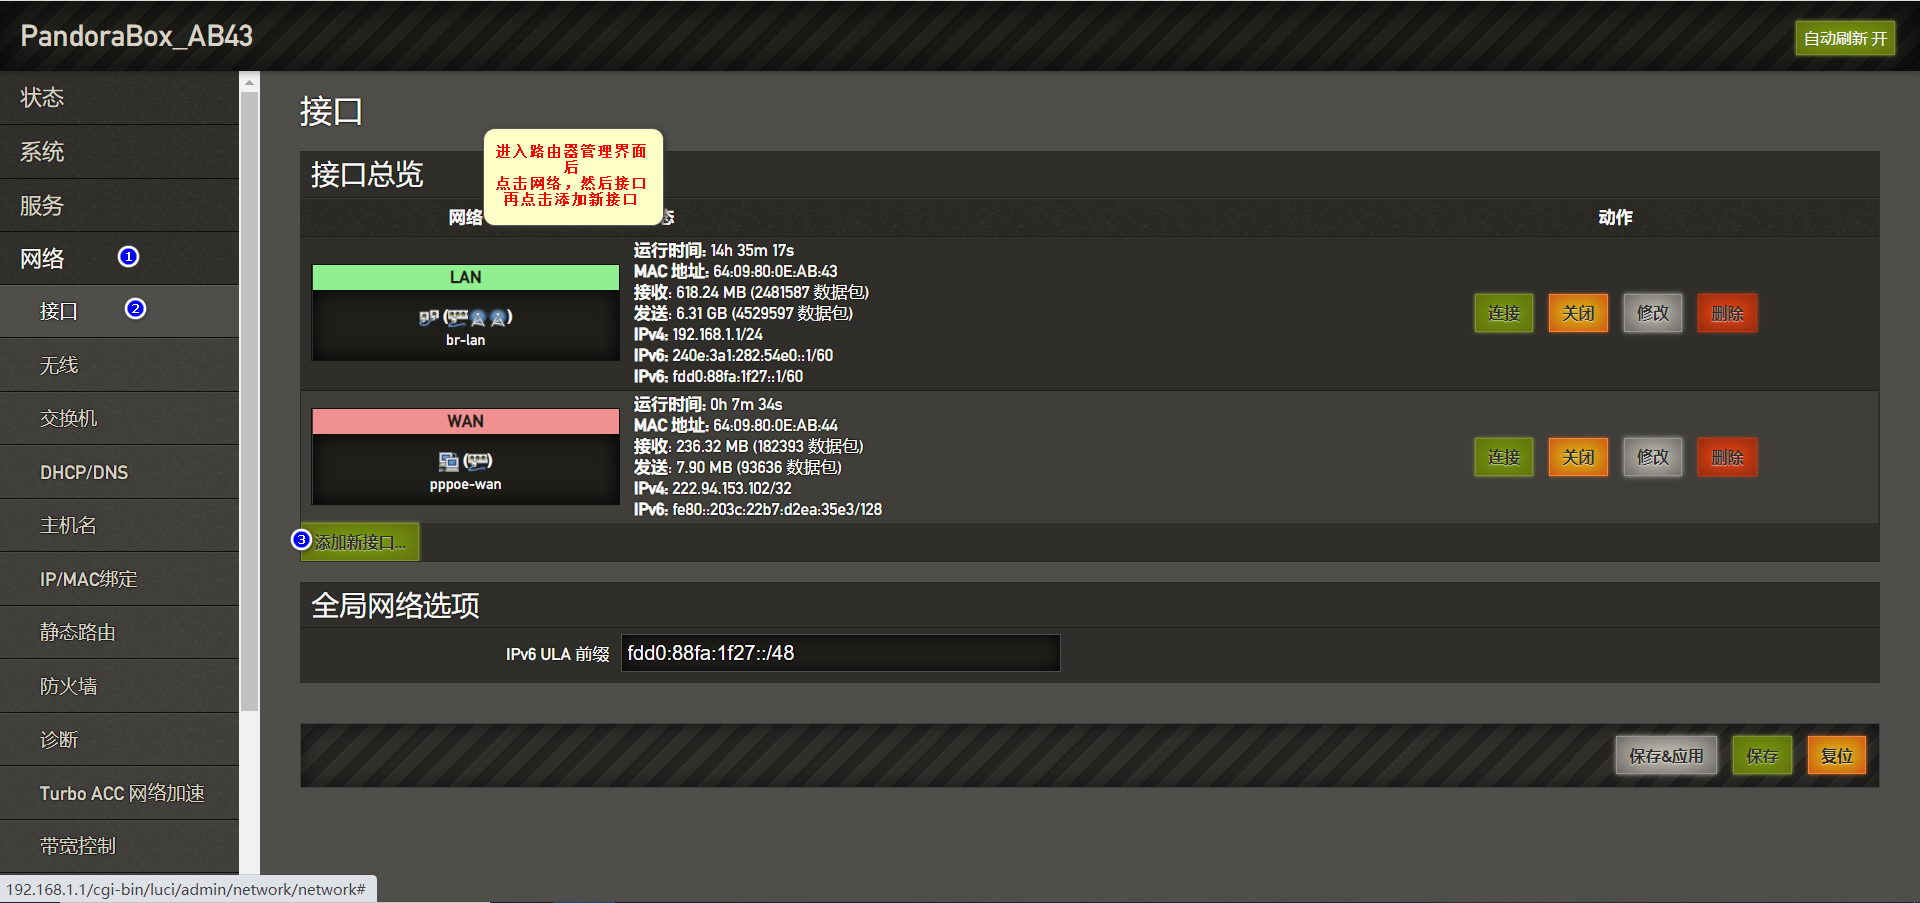 PandoraBox_AB43
自动刷新 开
状态
系统
服务
网络 1
接口 2
无线
交换机
DHCP/DNS
主机名
IP/MAC绑定
静态路由
防火墙
诊断
Turbo ACC 网络加速
带宽控制
接口
接口总览
进入路由器管理界面
后
点击网络，然后接口
再点击添加新接口
网络 态 动作
LAN
br-lan
运行时间: 14h 35m 17s
MAC 地址: 64:09:80:0E:AB:43
接收: 618.24 MB (2481587 数据包)
发送: 6.31 GB (4529597 数据包)
IPv4: 192.168.1.1/24
IPv6: 240e:3a1:282:54e0::1/60
IPv6: fdd0:88fa:1f27::1/60
连接 关闭 修改 删除
WAN
pppoe-wan
运行时间: 0h 7m 34s
MAC 地址: 64:09:80:0E:AB:44
接收: 236.32 MB (182393 数据包)
发送: 7.90 MB (93636 数据包)
IPv4: 222.94.153.102/32
IPv6: fe80::203c:22b7:d2ea:35e3/128
连接 关闭 修改 删除
3 添加新接口...
全局网络选项
IPv6 ULA 前缀 fdd0:88fa:1f27::/48
保存&应用 保存 复位
192.168.1.1/cgi-bin/luci/admin/network/network#